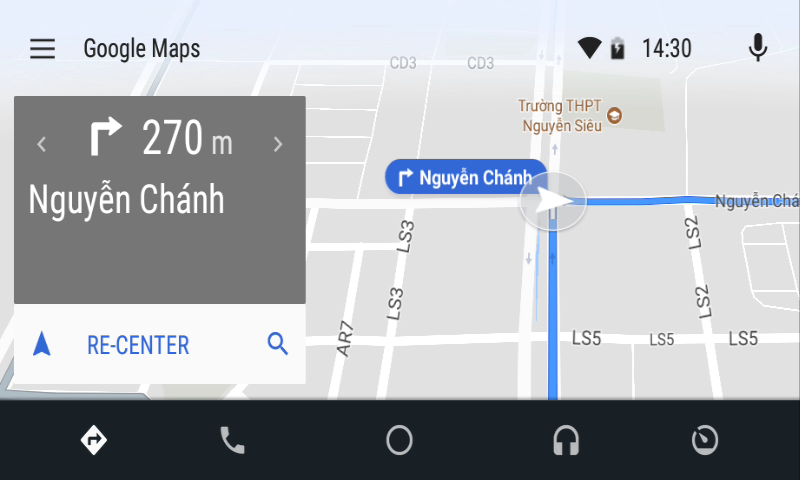 Google Maps
14:30
270 m
Nguyễn Chánh
RE-CENTER
CD3
CD3
Trường THPT
Nguyễn Siêu
Nguyễn Chánh
Nguyễn Chá
LS3
LS2
LS3
LS2
AR7
LS5
LS5
LS5